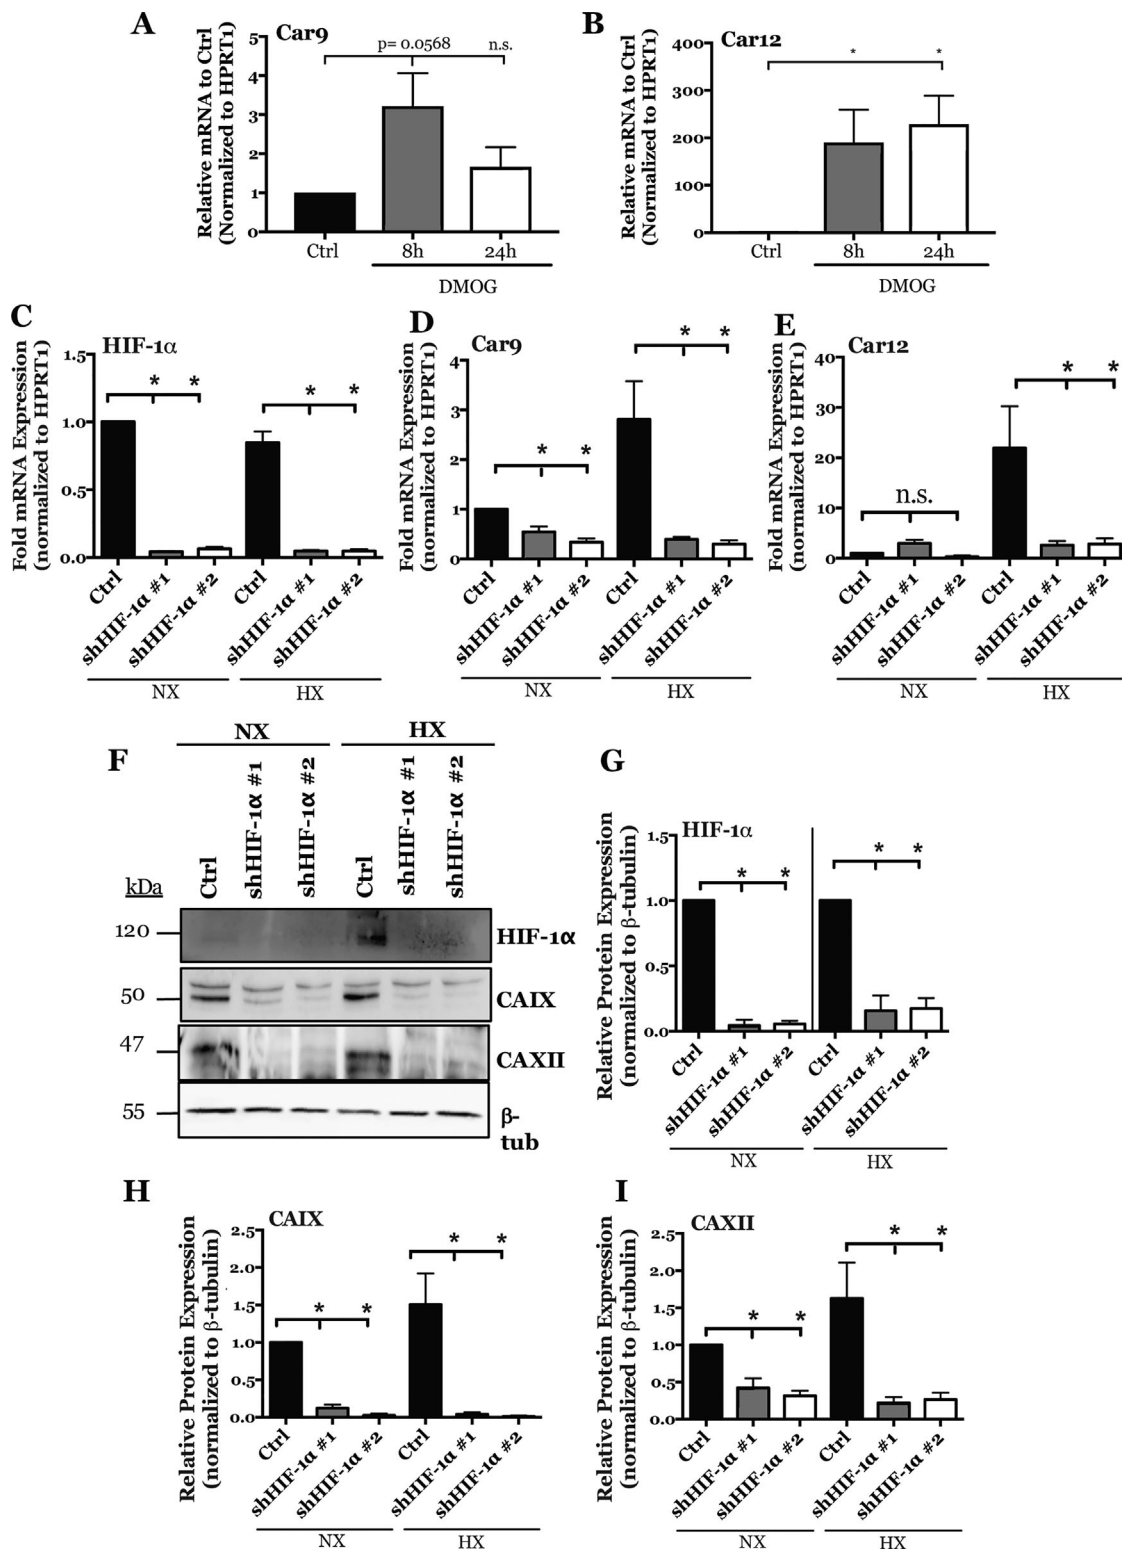 A
Car9
p= 0.0568
n.s.
Relative mRNA to Ctrl
(Normalized to HPRT1)
5
4
3
2
1
0
Ctrl
8h
24h
DMOG
B
Car12
*
*
Relative mRNA to Ctrl
(Normalized to HPRT1)
400
300
200
100
0
Ctrl
8h
24h
DMOG
C
HIF-1α
Fold mRNA Expression
(normalized to HPRT1)
1.5
1.0
0.5
0.0
* *
* *
Ctrl
shHIF-1α #1
shHIF-1α #2
Ctrl
shHIF-1α #1
shHIF-1α #2
NX
HX
D
Car9
Fold mRNA Expression
(normalized to HPRT1)
4
3
2
1
0
* *
* *
Ctrl
shHIF-1α #1
shHIF-1α #2
Ctrl
shHIF-1α #1
shHIF-1α #2
NX
HX
E
Car12
Fold mRNA Expression
(normalized to HPRT1)
40
30
20
10
0
n.s.
* *
Ctrl
shHIF-1α #1
shHIF-1α #2
Ctrl
shHIF-1α #1
shHIF-1α #2
NX
HX
F
NX
HX
Ctrl
shHIF-1α #1
shHIF-1α #2
Ctrl
shHIF-1α #1
shHIF-1α #2
kDa
120
HIF-1α
50
CAIX
47
CAXII
55
β-
tub
G
HIF-1α
Relative Protein Expression
(normalized to β-tubulin)
1.5
1.0
0.5
0.0
* *
* *
Ctrl
shHIF-1α #1
shHIF-1α #2
Ctrl
shHIF-1α #1
shHIF-1α #2
NX
HX
H
CAIX
Relative Protein Expression
(normalized to β-tubulin)
2.5
2.0
1.5
1.0
0.5
0.0
* *
* *
Ctrl
shHIF-1α #1
shHIF-1α #2
Ctrl
shHIF-1α #1
shHIF-1α #2
NX
HX
I
CAXII
Relative Protein Expression
(normalized to β-tubulin)
2.5
2.0
1.5
1.0
0.5
0.0
* *
* *
Ctrl
shHIF-1α #1
shHIF-1α #2
Ctrl
shHIF-1α #1
shHIF-1α #2
NX
HX